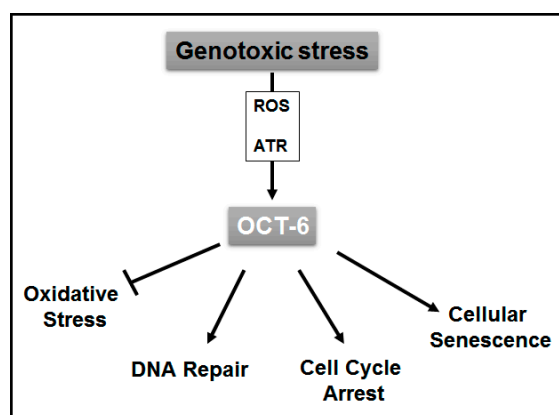 Genotoxic stress
ROS
ATR
OCT-6
Oxidative
Stress
DNA Repair
Cell Cycle
Arrest
Cellular
Senescence